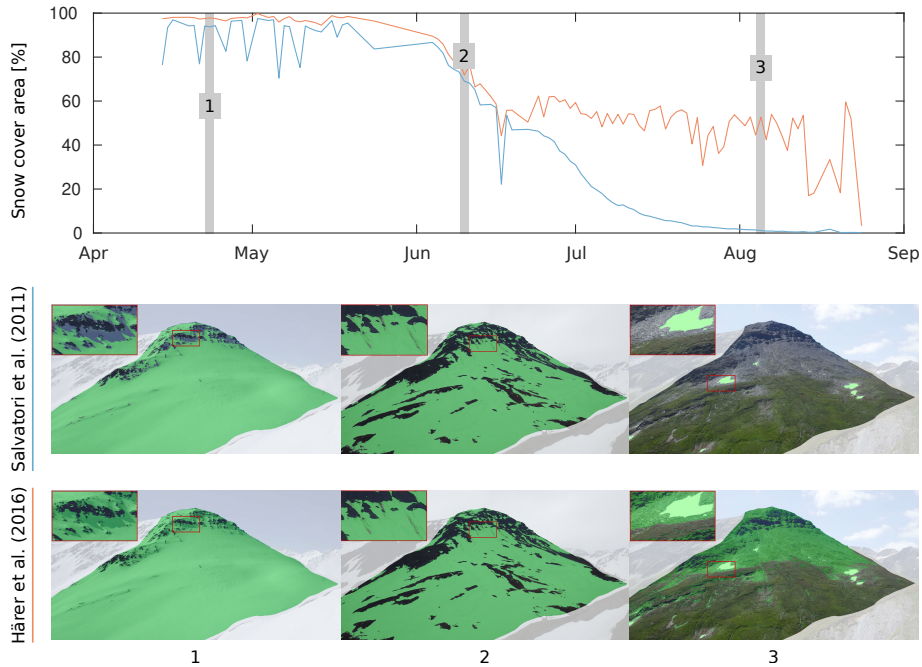 100
80
60
40
20
0
Snow cover area [%]
1
2
3
Apr
May
Jun
Jul
Aug
Sep
Salvatori et al. (2011)
Härer et al. (2016)
1
2
3